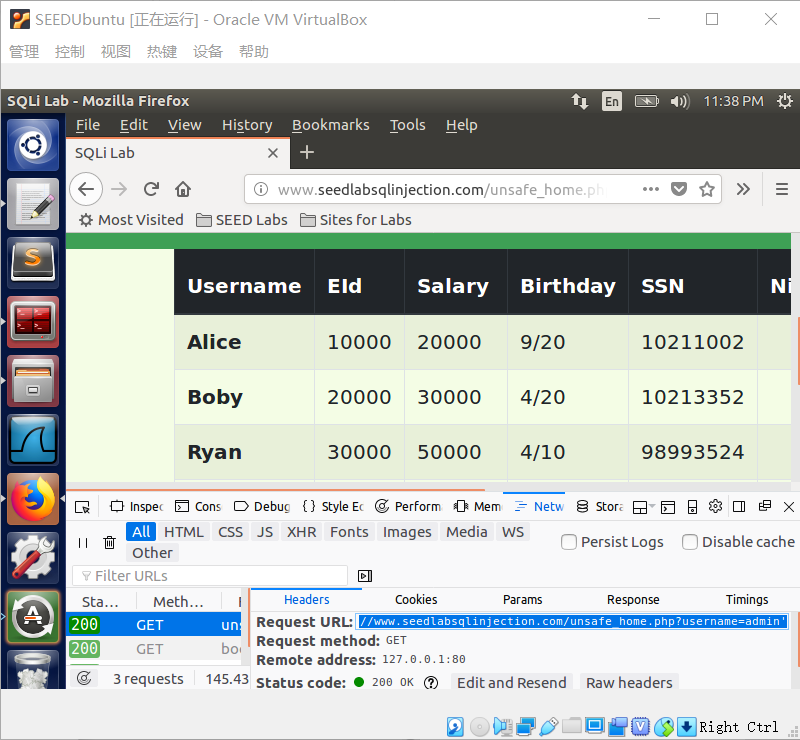 SEEDUbuntu [正在运行] - Oracle VM VirtualBox
管理 控制 视图 热键 设备 帮助
SQLi Lab - Mozilla Firefox En 11:38 PM
File Edit View History Bookmarks Tools Help
SQLi Lab
www.seedlabsqlinjection.com/unsafe_home.ph
Most Visited SEED Labs Sites for Labs
Username EId Salary Birthday SSN Ni
Alice 10000 20000 9/20 10211002
Boby 20000 30000 4/20 10213352
Ryan 30000 50000 4/10 98993524
Inspec Cons Debug {} Style Ec Perform Mem Netw Stora
All HTML CSS JS XHR Fonts Images Media WS Persist Logs Disable cache
Other
Filter URLs
Sta... Meth... Headers Cookies Params Response Timings
200 GET uns Request URL: //www.seedlabsqlinjection.com/unsafe_home.php?username=admin'
200 GET boo Request method: GET
Remote address: 127.0.0.1:80
3 requests 145.43 Status code: 200 OK Edit and Resend Raw headers
Right Ctrl